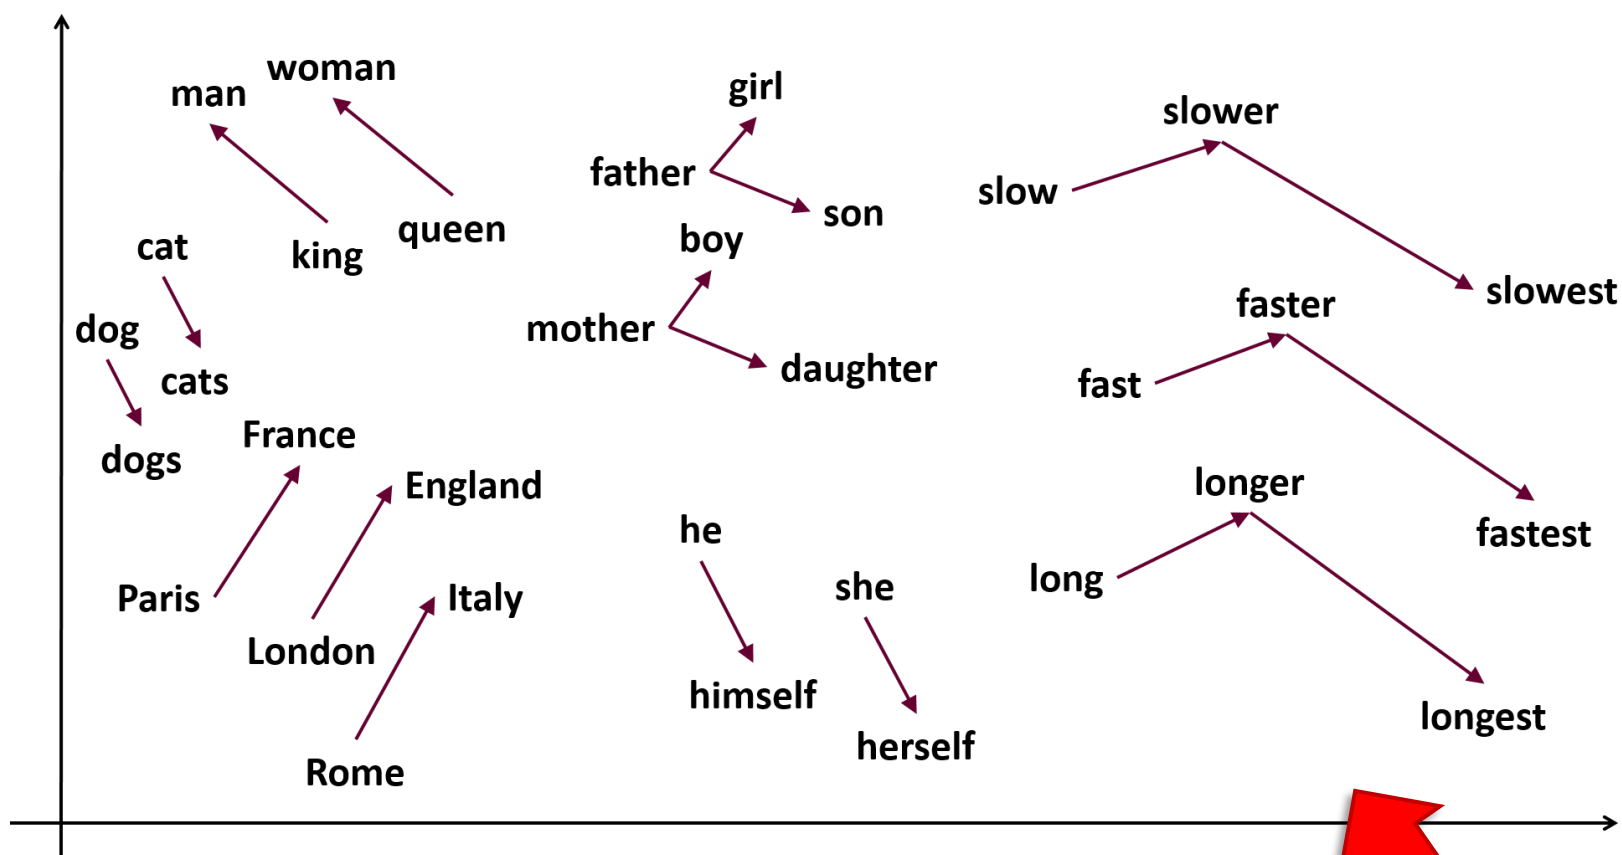 woman
man
girl
slower
father
slow
son
queen
boy
cat
king
slowest
faster
dog
mother
daughter
cats
fast
France
dogs
England
longer
he
fastest
long
she
Paris
Italy
London
himself
longest
herself
Rome